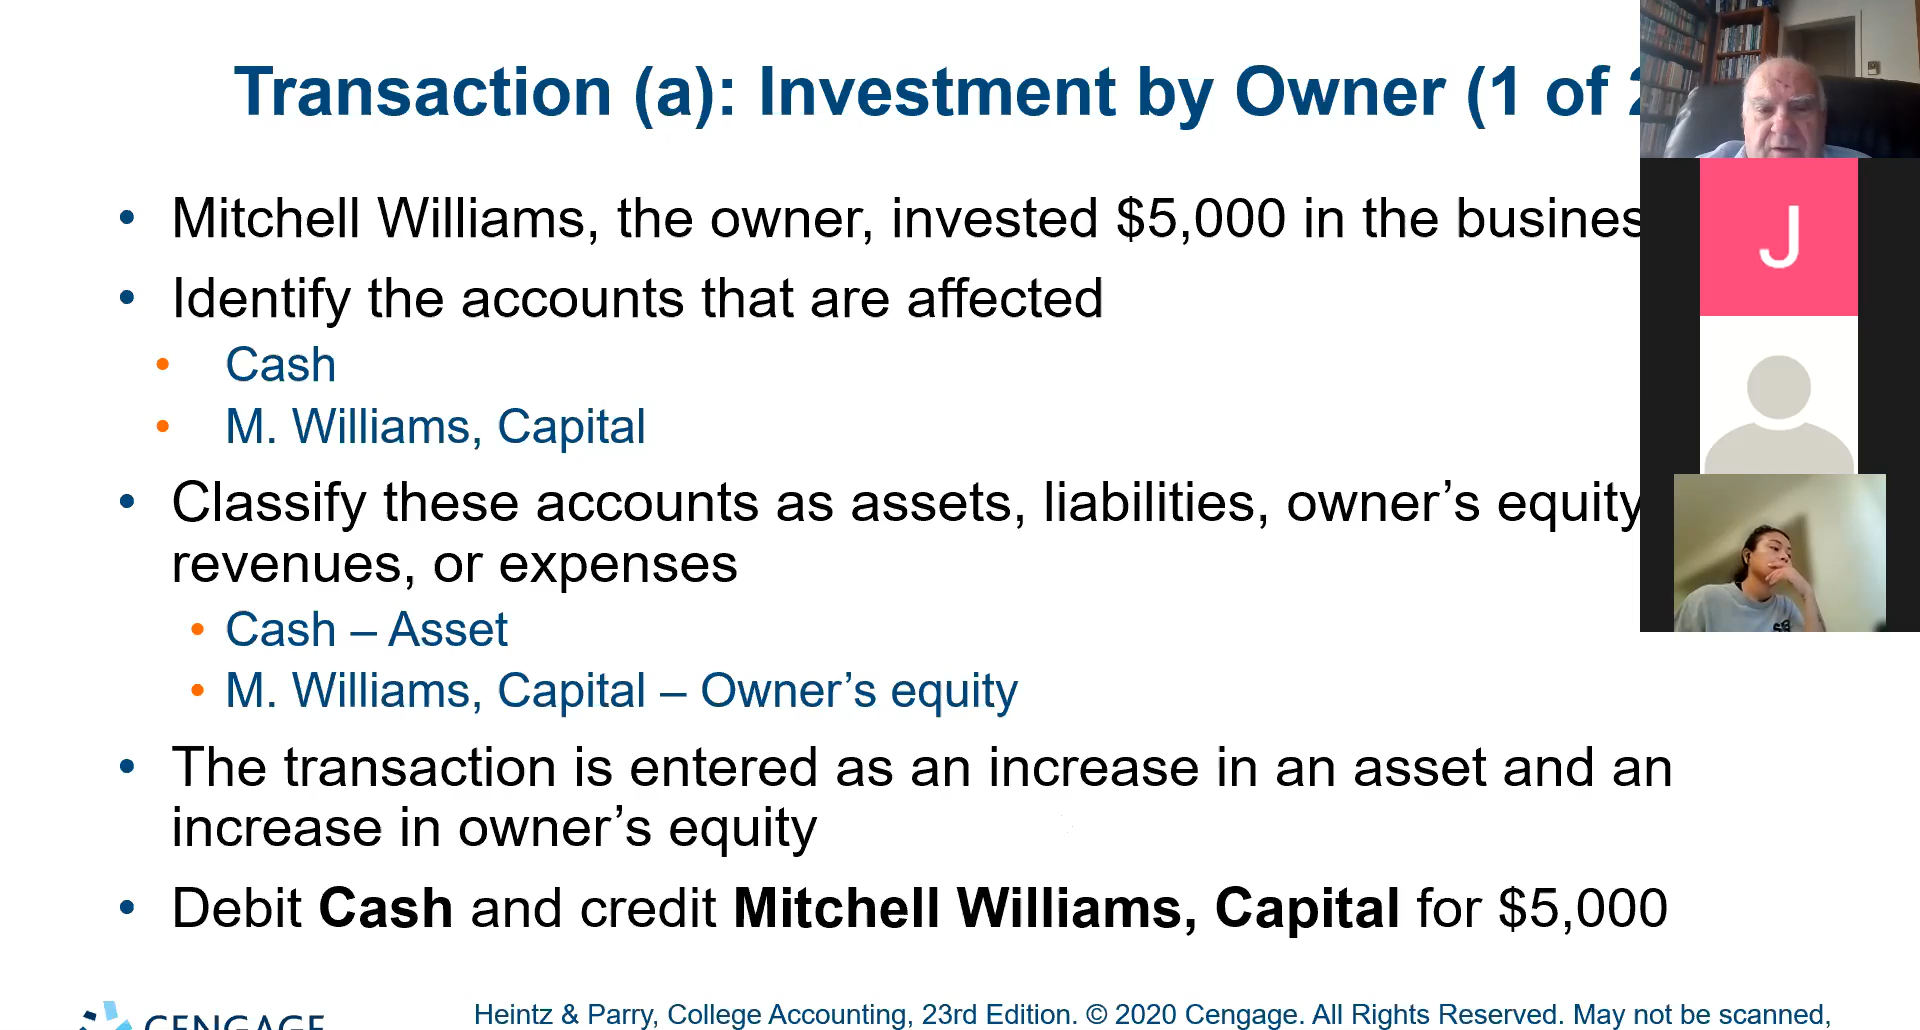 Transaction (a): Investment by Owner (1 of 2
J
• Mitchell Williams, the owner, invested $5,000 in the busines
• Identify the accounts that are affected
• Cash
• M. Williams, Capital
• Classify these accounts as assets, liabilities, owner’s equity
revenues, or expenses
• Cash – Asset
• M. Williams, Capital – Owner’s equity
• The transaction is entered as an increase in an asset and an
increase in owner’s equity
• Debit Cash and credit Mitchell Williams, Capital for $5,000
CENGAGE
Heintz & Parry, College Accounting, 23rd Edition. © 2020 Cengage. All Rights Reserved. May not be scanned,